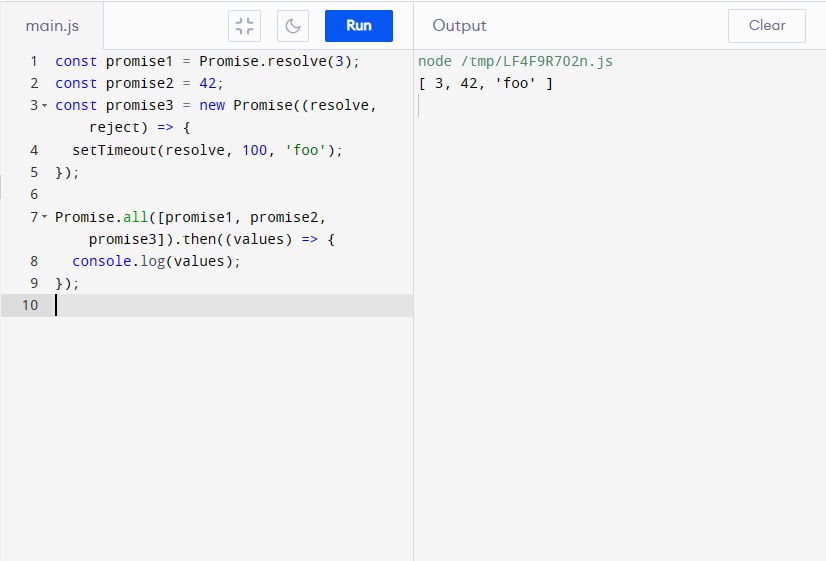 main.js
Run
Output
Clear
1 const promise1 = Promise.resolve(3);
2 const promise2 = 42;
3 const promise3 = new Promise((resolve,
reject) => {
4 setTimeout(resolve, 100, 'foo');
5 });
6
7 Promise.all([promise1, promise2,
promise3]).then((values) => {
8 console.log(values);
9 });
10
node /tmp/LF4F9R702n.js
[ 3, 42, 'foo' ]